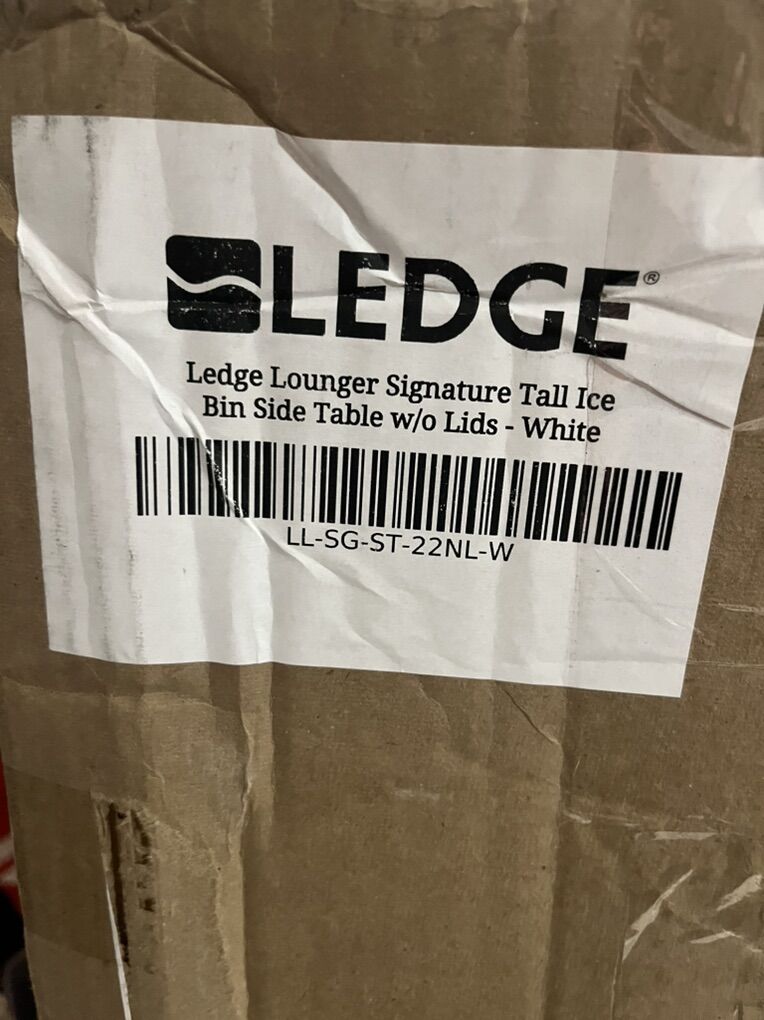 LEDGE®
Ledge Lounger Signature Tall Ice
Bin Side Table w/o Lids - White
LL-SG-ST-22NL-W